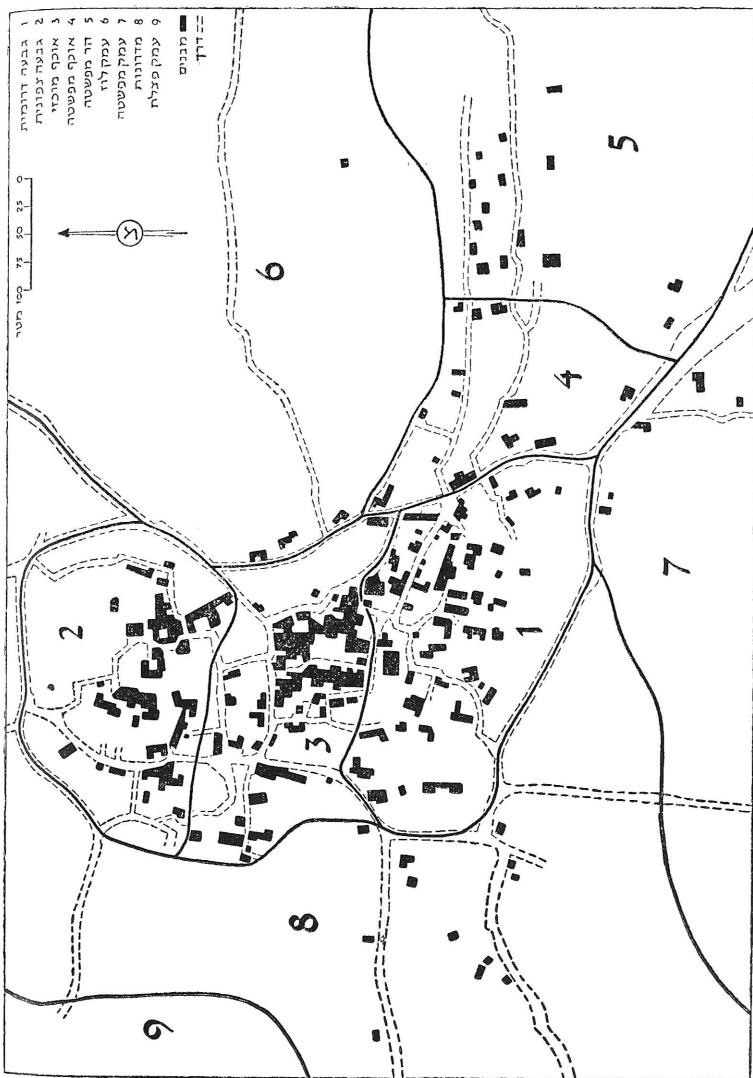 1 גבעה דרומית
2 גבעה צפונית
3 אוכף מרכזי
4 אוכף מפשטה
5 הר מפשטה
6 עמק לוז
7 עמק מפשטה
8 מדרונות
9 עמק פצלת
מבנים
דרך
0 25 50 75 100 מטר
צ
1
2
3
4
5
6
7
8
9